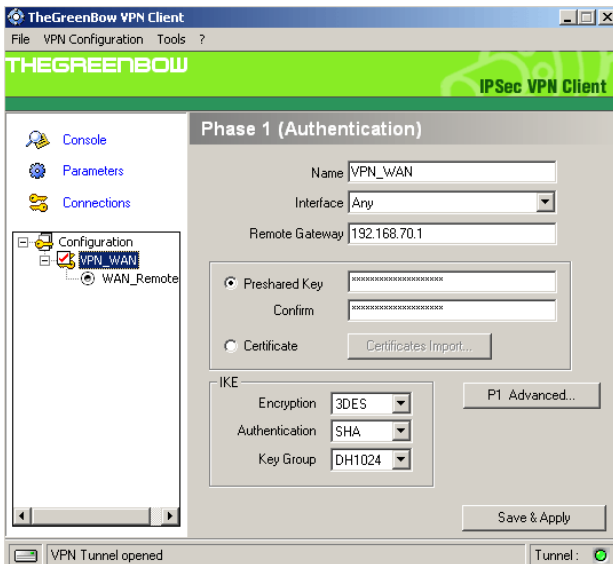 TheGreenBow VPN Client
File VPN Configuration Tools ?
THEGREENBOW
IPSec VPN Client
Console
Parameters
Connections
Configuration
VPN_WAN
WAN_Remote
Phase 1 (Authentication)
Name VPN_WAN
Interface Any
Remote Gateway 192.168.70.1
Preshared Key ********************
Confirm ********************
Certificate Certificates Import...
IKE
Encryption 3DES
Authentication SHA
Key Group DH1024
P1 Advanced...
Save & Apply
VPN Tunnel opened Tunnel: